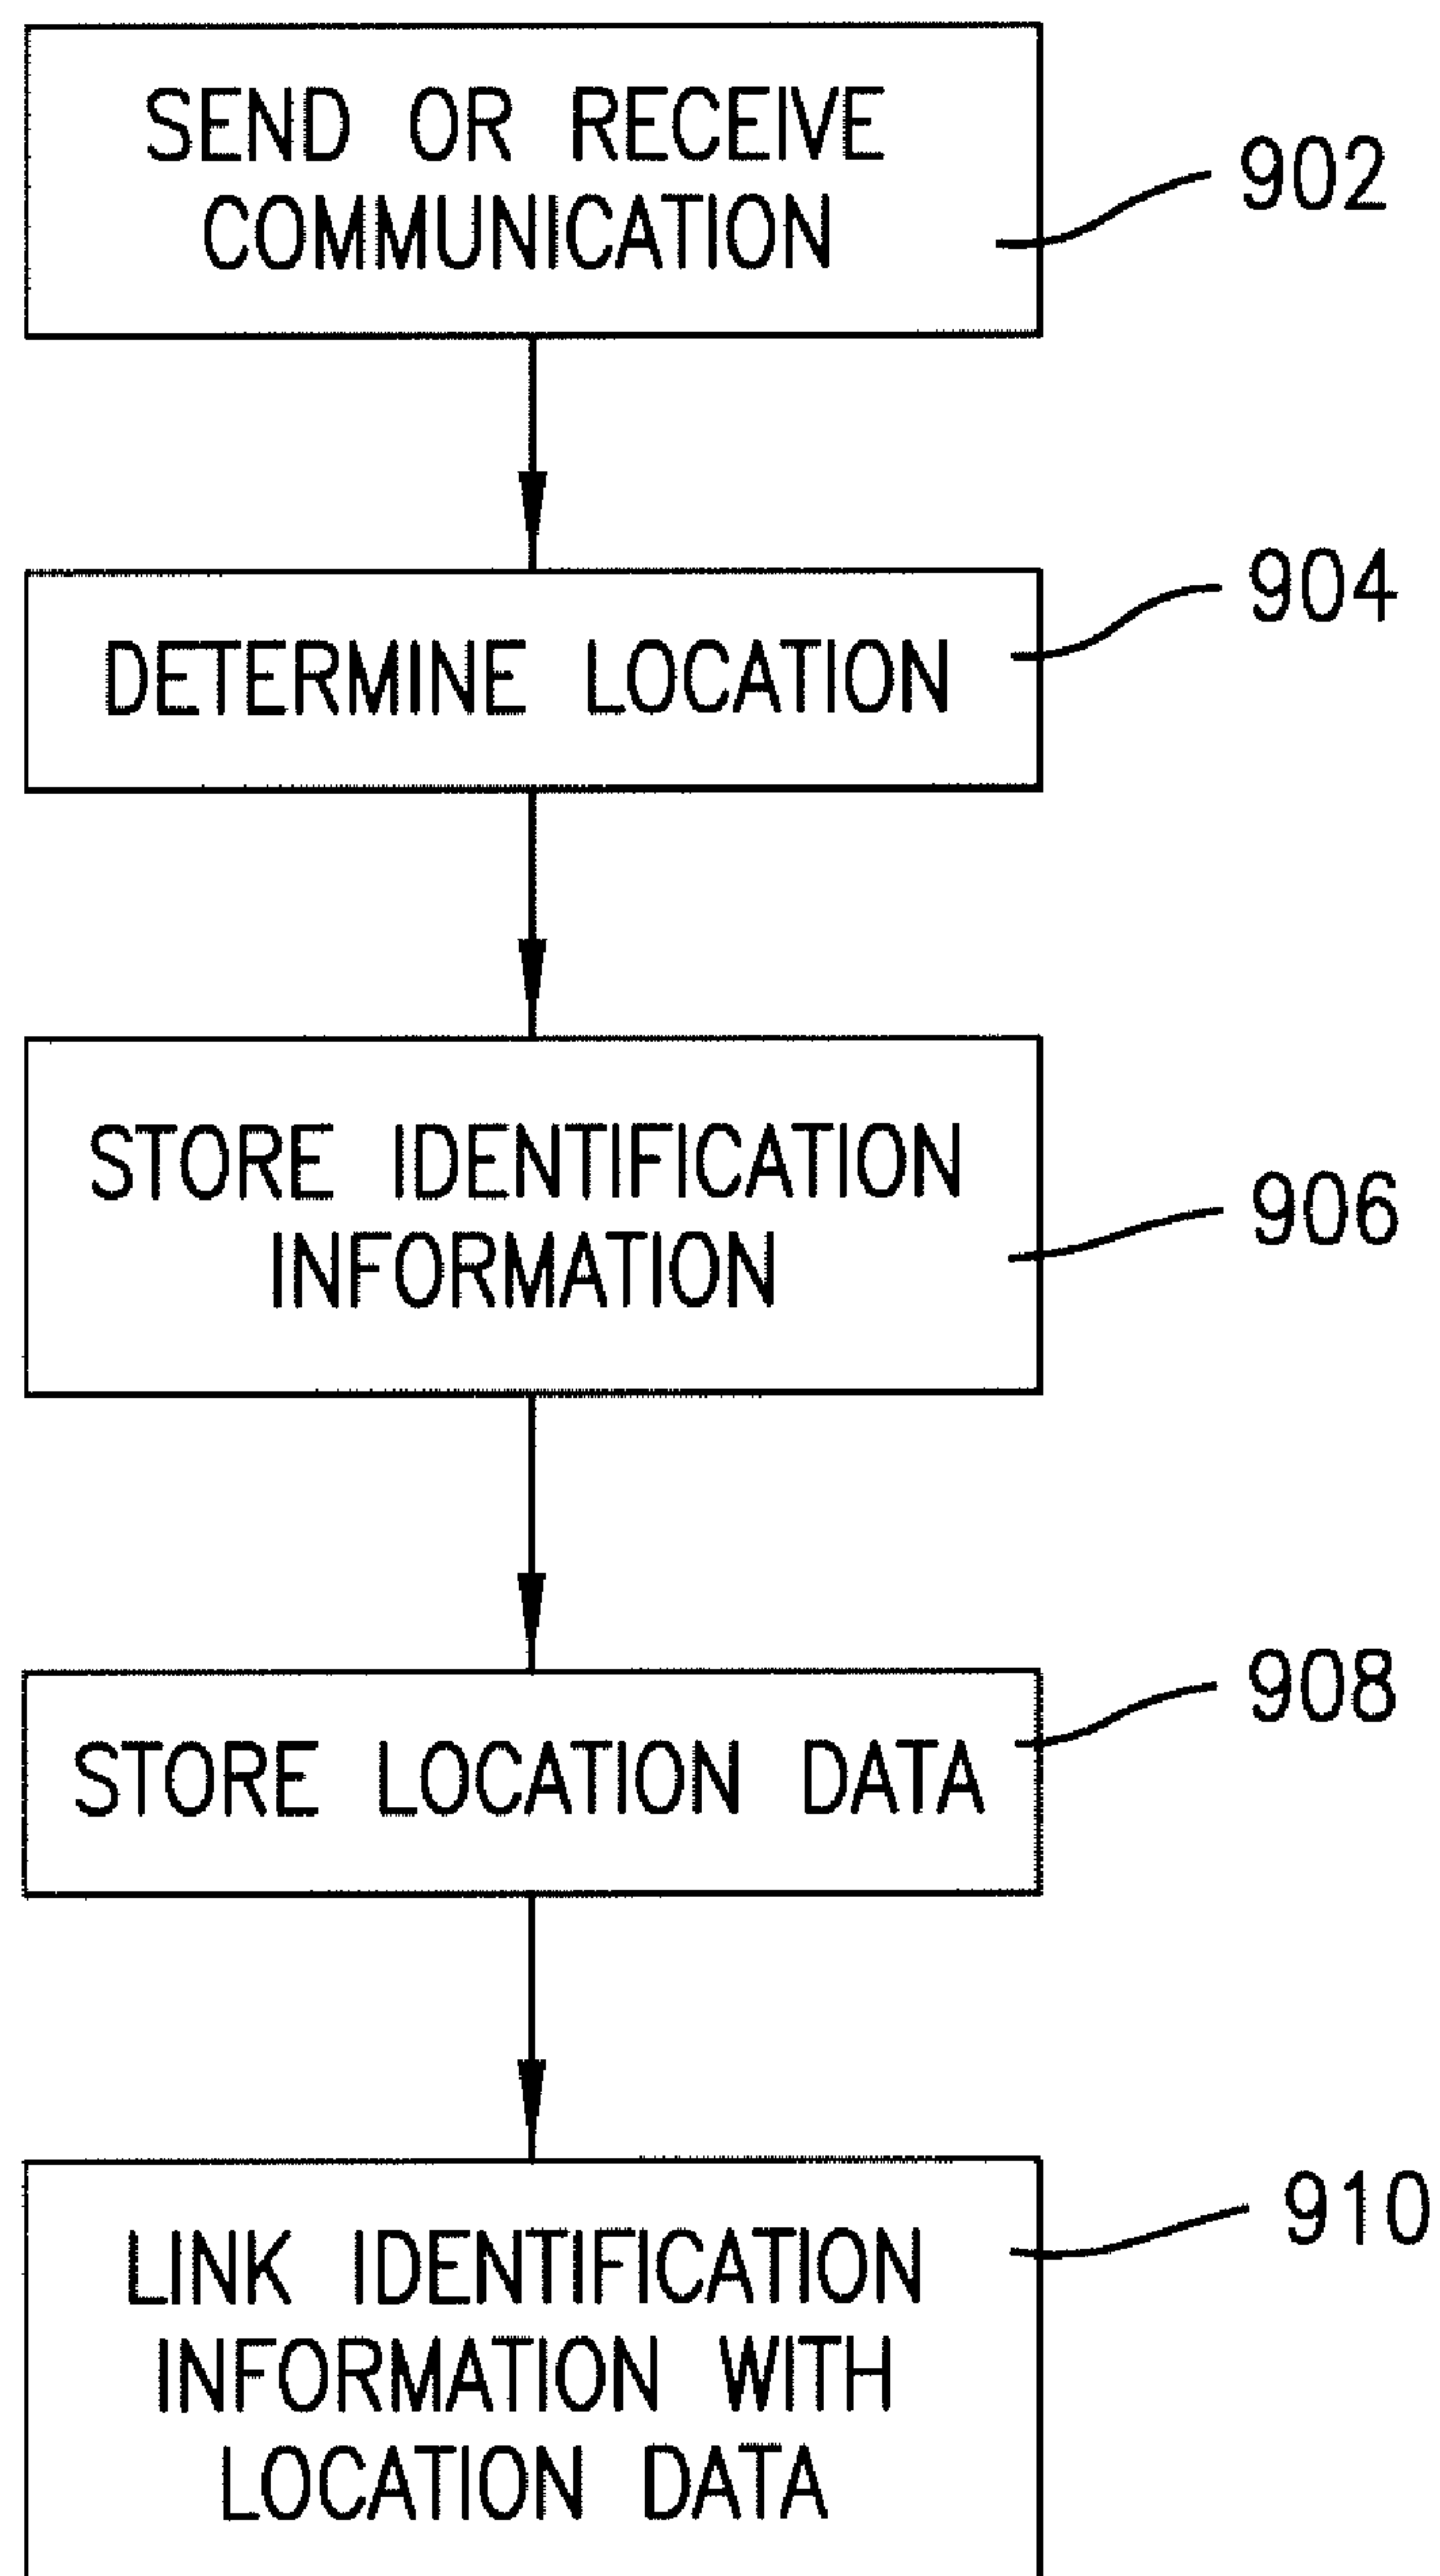 SEND OR RECEIVE
COMMUNICATION
902
DETERMINE LOCATION
904
STORE IDENTIFICATION
INFORMATION
906
STORE LOCATION DATA
908
LINK IDENTIFICATION
INFORMATION WITH
LOCATION DATA
910